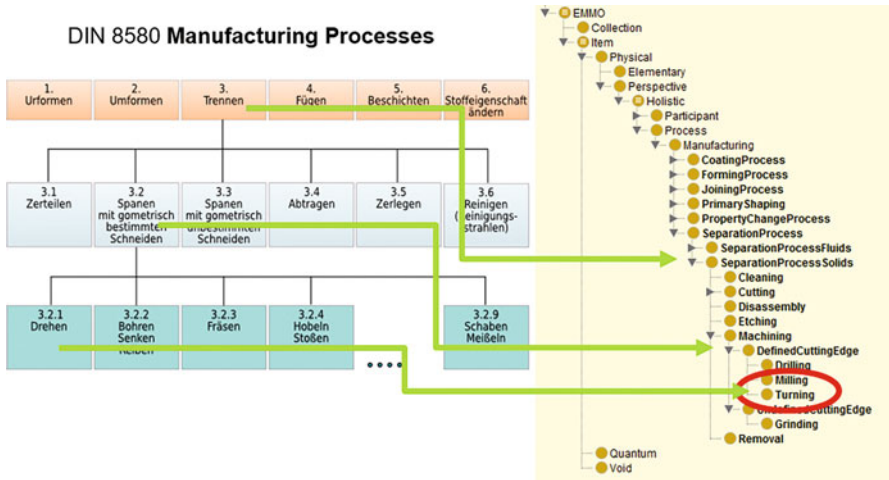 DIN 8580 Manufacturing Processes
1.
Urformen
2.
Umformen
3.
Trennen
4.
Fügen
5.
Beschichten
6.
Stoffeigenschaft
ändern
3.1
Zerteilen
3.2
Spanen
mit gometrisch
bestimmten
Schneiden
3.3
Spanen
mit gometrisch
unbestimmten
Schneiden
3.4
Abtragen
3.5
Zerlegen
3.6
Reinigen
(Reinigungs-
strahlen)
3.2.1
Drehen
3.2.2
Bohren
Senken
Reiben
3.2.3
Fräsen
3.2.4
Hobeln
Stoßen
3.2.9
Schaben
Meißeln
EMMO
Collection
Item
Physical
Elementary
Perspective
Holistic
Participant
Process
Manufacturing
CoatingProcess
FormingProcess
JoiningProcess
PrimaryShaping
PropertyChangeProcess
SeparationProcess
SeparationProcessFluids
SeparationProcessSolids
Cleaning
Cutting
Disassembly
Etching
Machining
DefinedCuttingEdge
Drilling
Milling
Turning
UndefinedCuttingEdge
Grinding
Removal
Quantum
Void